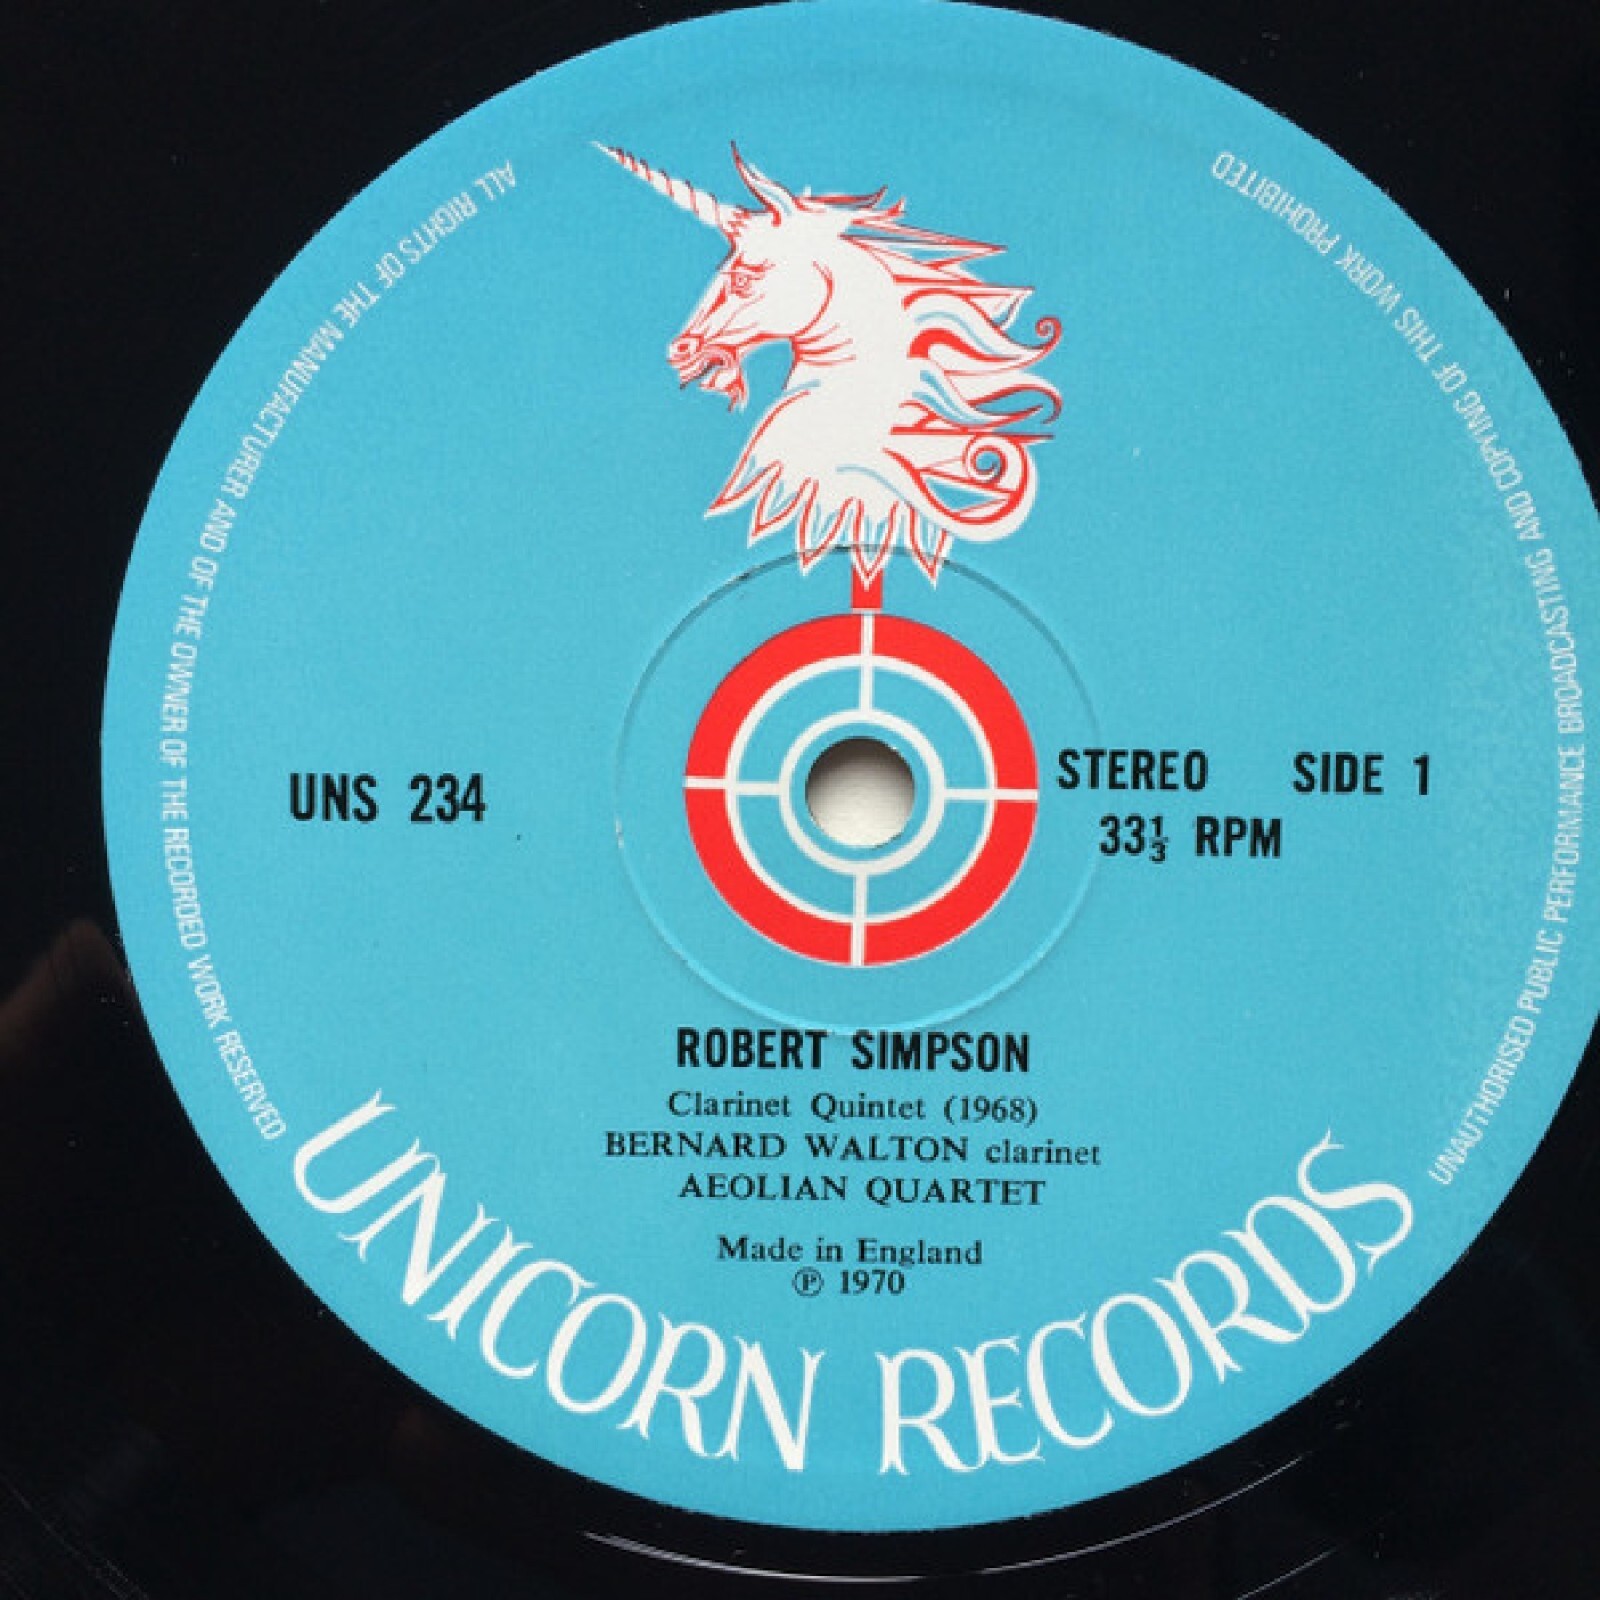 ALL RIGHTS OF THE MANUFACTURER AND OF THE OWNER OF THE RECORDED WORK RESERVED
UNAUTHORISED PUBLIC PERFORMANCE BROADCASTING AND COPYING OF THIS WORK PROHIBITED
UNS 234
STEREO SIDE 1
33⅓ RPM
ROBERT SIMPSON
Clarinet Quintet (1968)
BERNARD WALTON clarinet
AEOLIAN QUARTET
Made in England
℗ 1970
UNICORN RECORDS